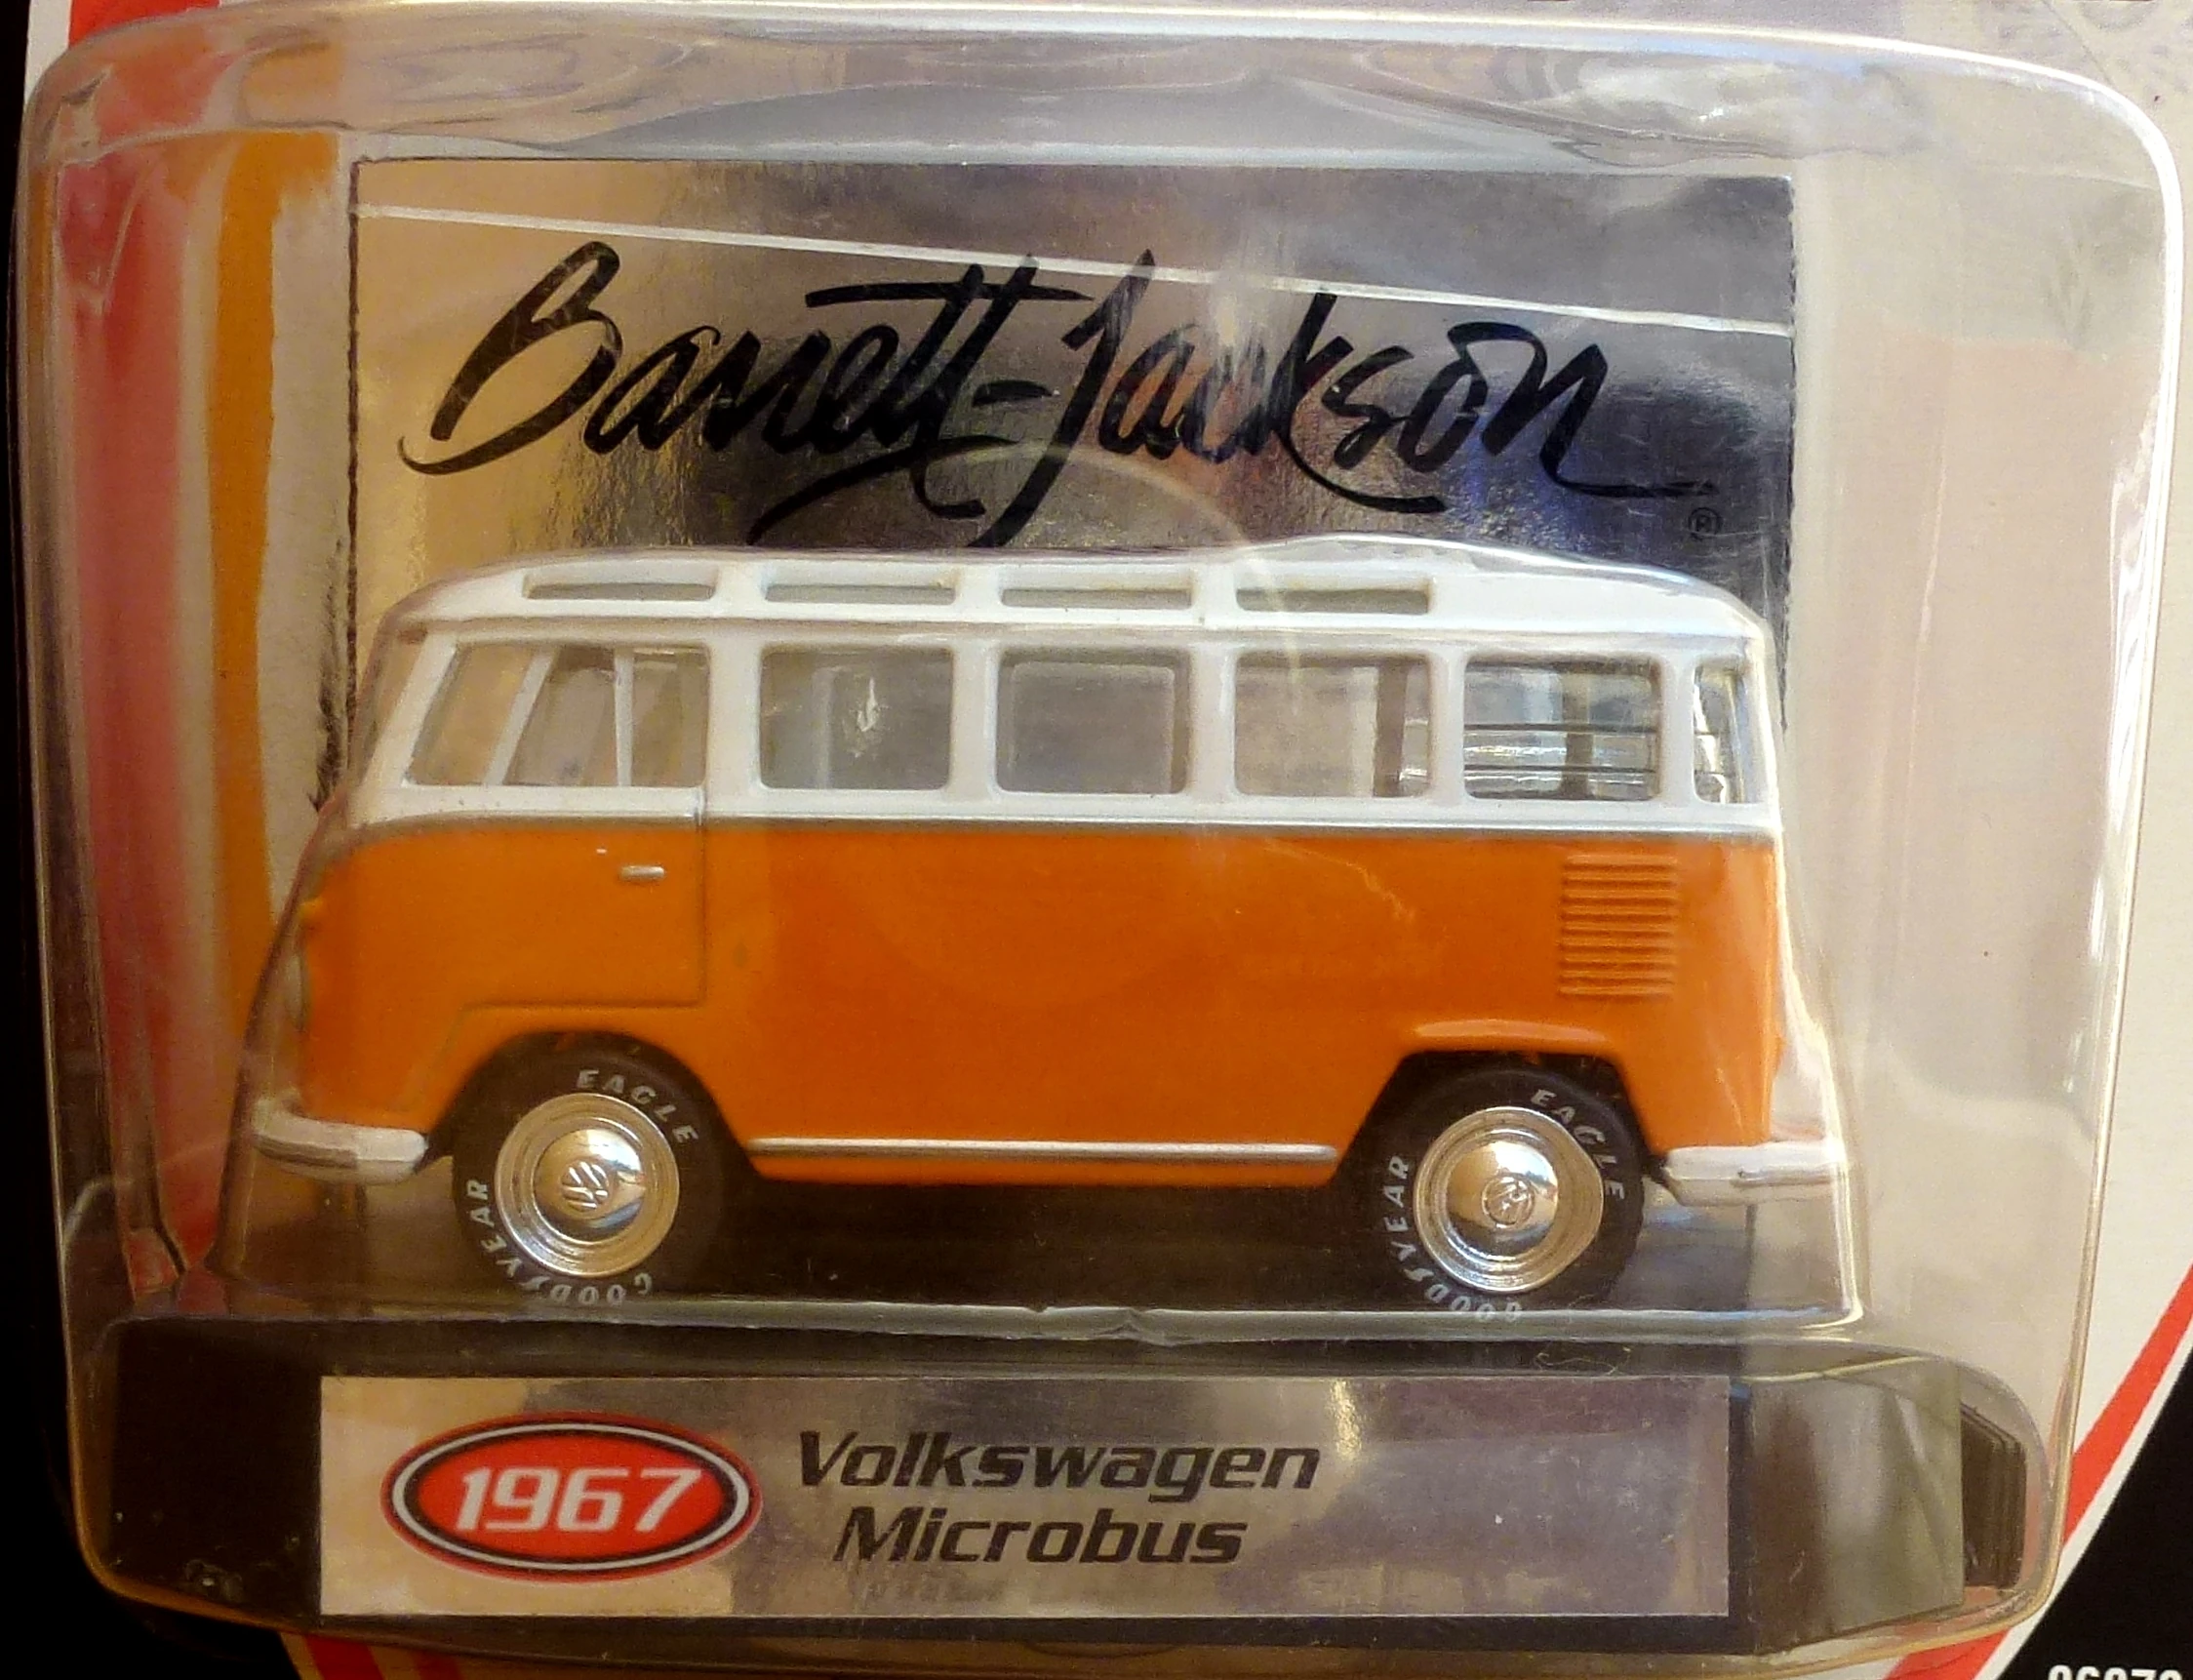 Barrett-Jackson ®
EAGLE
GOODYEAR
EAGLE
GOODYEAR
1967
Volkswagen
Microbus